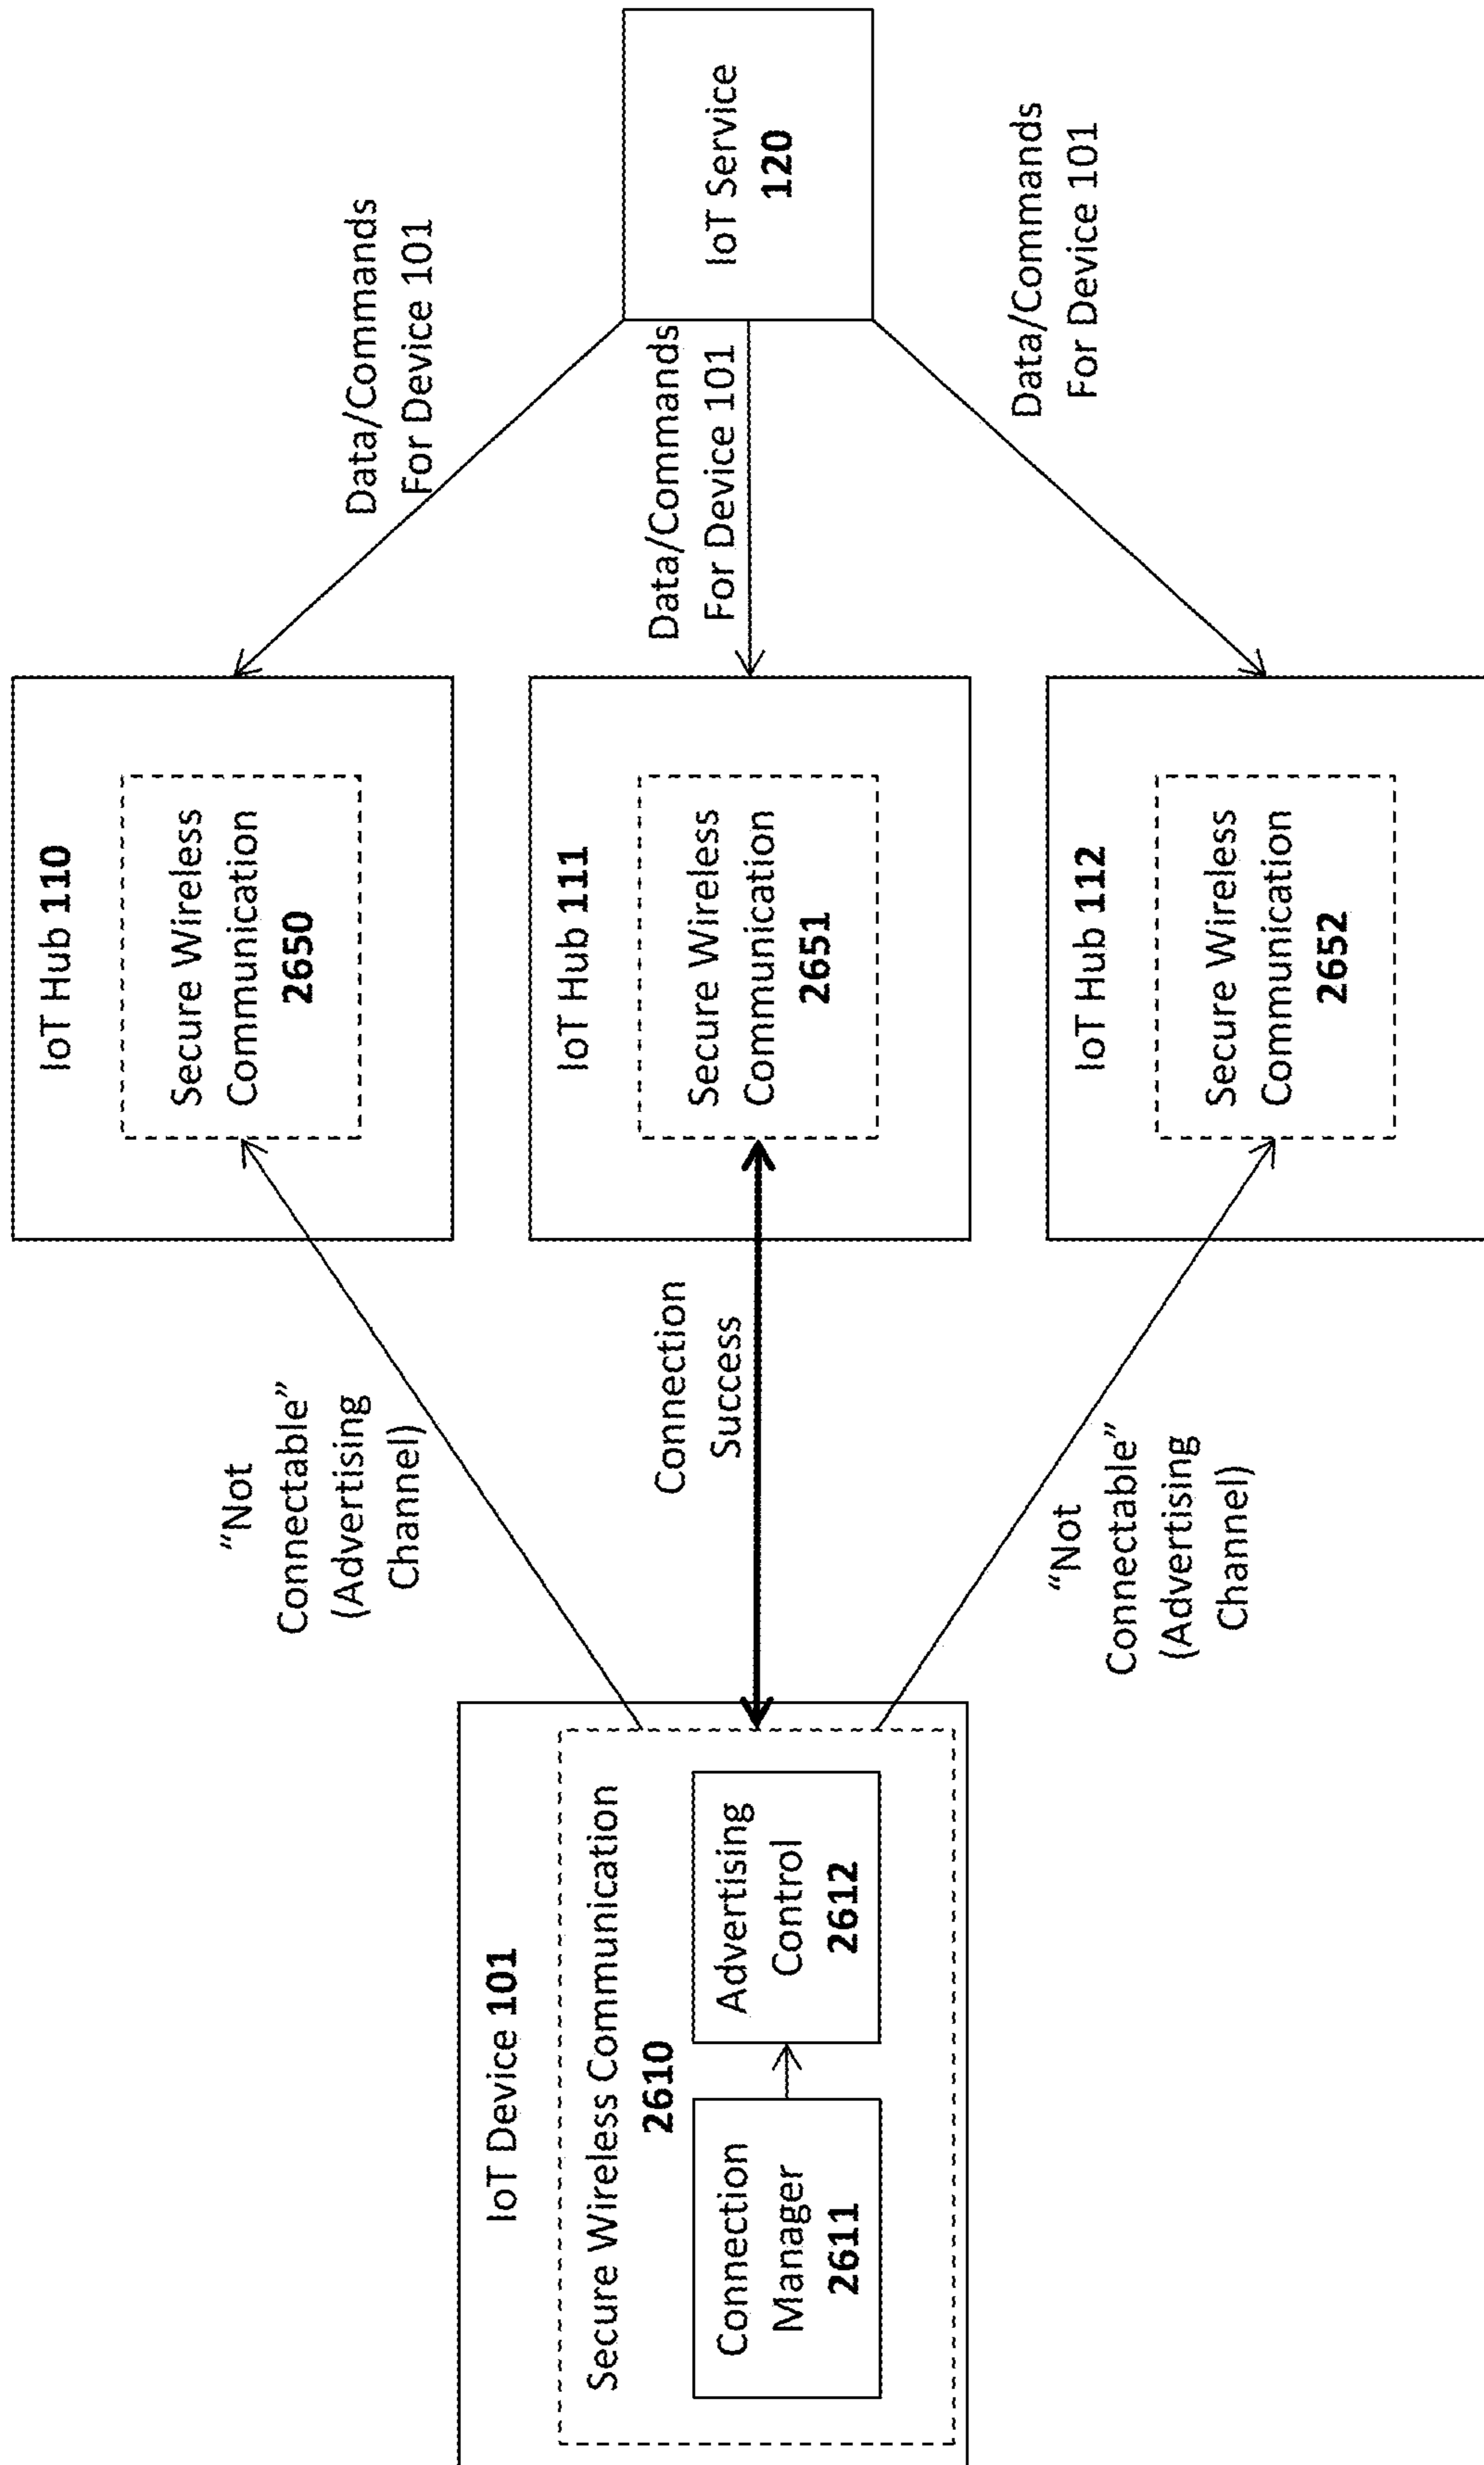 IoT Device 101
Secure Wireless Communication
2610
Connection
Manager
2611
Advertising
Control
2612
“Not
Connectable”
(Advertising
Channel)
Connection
Success
“Not
Connectable”
(Advertising
Channel)
IoT Hub 110
Secure Wireless
Communication
2650
IoT Hub 111
Secure Wireless
Communication
2651
IoT Hub 112
Secure Wireless
Communication
2652
Data/Commands
For Device 101
Data/Commands
For Device 101
Data/Commands
For Device 101
IoT Service
120